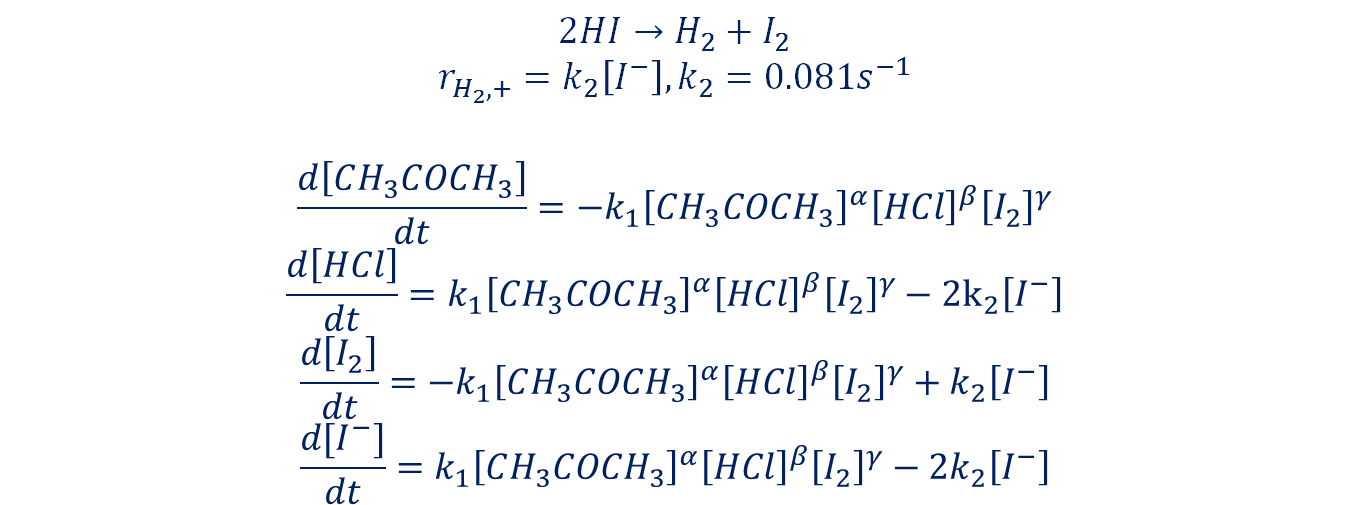 2HI → H₂ + I₂
r_{H₂,+} = k₂[I⁻], k₂ = 0.081s⁻¹
d[CH₃COCH₃]/dt = −k₁[CH₃COCH₃]^α[HCl]^β[I₂]^γ
d[HCl]/dt = k₁[CH₃COCH₃]^α[HCl]^β[I₂]^γ − 2k₂[I⁻]
d[I₂]/dt = −k₁[CH₃COCH₃]^α[HCl]^β[I₂]^γ + k₂[I⁻]
d[I⁻]/dt = k₁[CH₃COCH₃]^α[HCl]^β[I₂]^γ − 2k₂[I⁻]